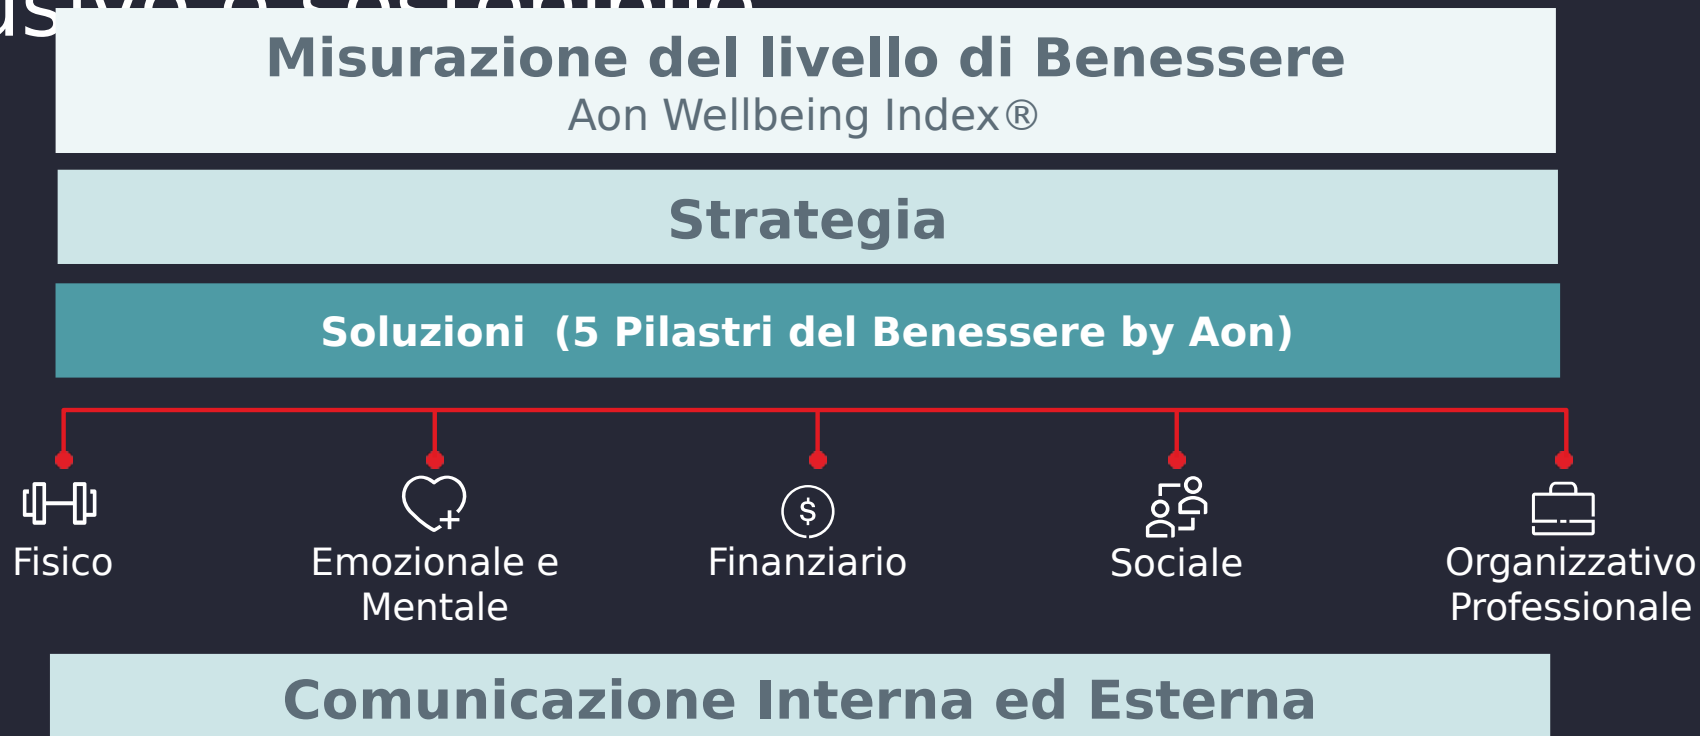 Misurazione del livello di Benessere
Aon Wellbeing Index®
Strategia
Soluzioni (5 Pilastri del Benessere by Aon)
Fisico
Emozionale e
Mentale
Finanziario
Sociale
Organizzativo
Professionale
Comunicazione Interna ed Esterna